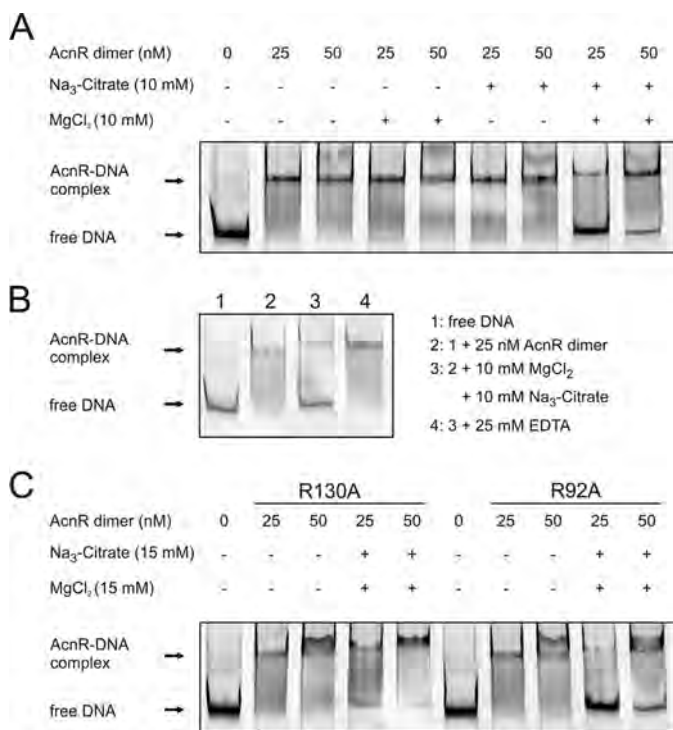 A
AcnR dimer (nM) 0 25 50 25 50 25 50 25 50
Na3-Citrate (10 mM) - - - - - + + + +
MgCl2 (10 mM) - - - + + - - + +
AcnR-DNA
complex
free DNA
B
1 2 3 4
AcnR-DNA
complex
free DNA
1: free DNA
2: 1 + 25 nM AcnR dimer
3: 2 + 10 mM MgCl2
+ 10 mM Na3-Citrate
4: 3 + 25 mM EDTA
C
R130A R92A
AcnR dimer (nM) 0 25 50 25 50 0 25 50 25 50
Na3-Citrate (15 mM) - - - + + - - - + +
MgCl2 (15 mM) - - - + + - - - + +
AcnR-DNA
complex
free DNA